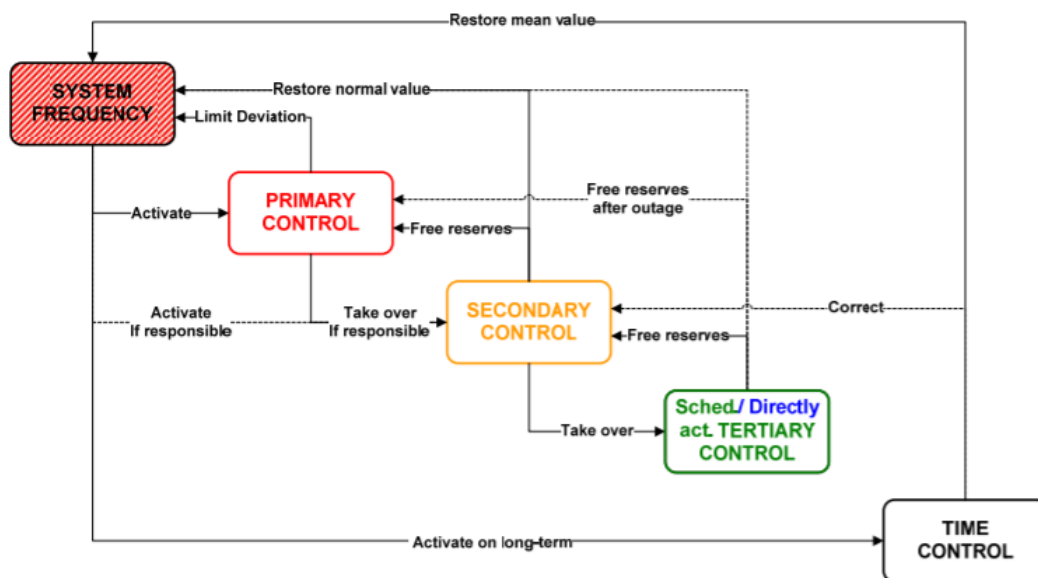 Restore mean value
SYSTEM
FREQUENCY
Restore normal value
Limit Deviation
PRIMARY
CONTROL
Free reserves
after outage
Activate
Free reserves
Activate
If responsible
Take over
If responsible
SECONDARY
CONTROL
Correct
Free reserves
Sched./ Directly
act. TERTIARY
CONTROL
Take over
TIME
CONTROL
Activate on long-term